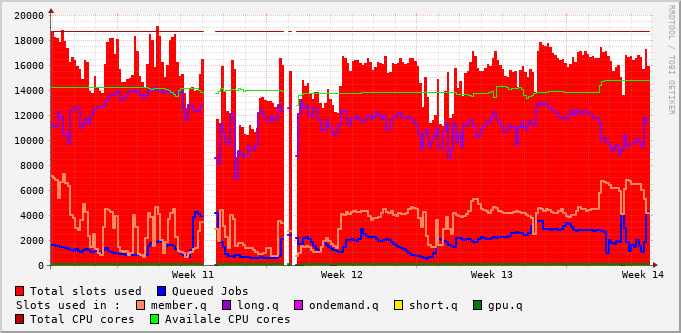 20000
18000
16000
14000
12000
10000
8000
6000
4000
2000
0
Week 11 Week 12 Week 13 Week 14
Total slots used Queued Jobs
Slots used in : member.q long.q ondemand.q short.q gpu.q
Total CPU cores Availale CPU cores
RRDTOOL / TOBI OETIKER